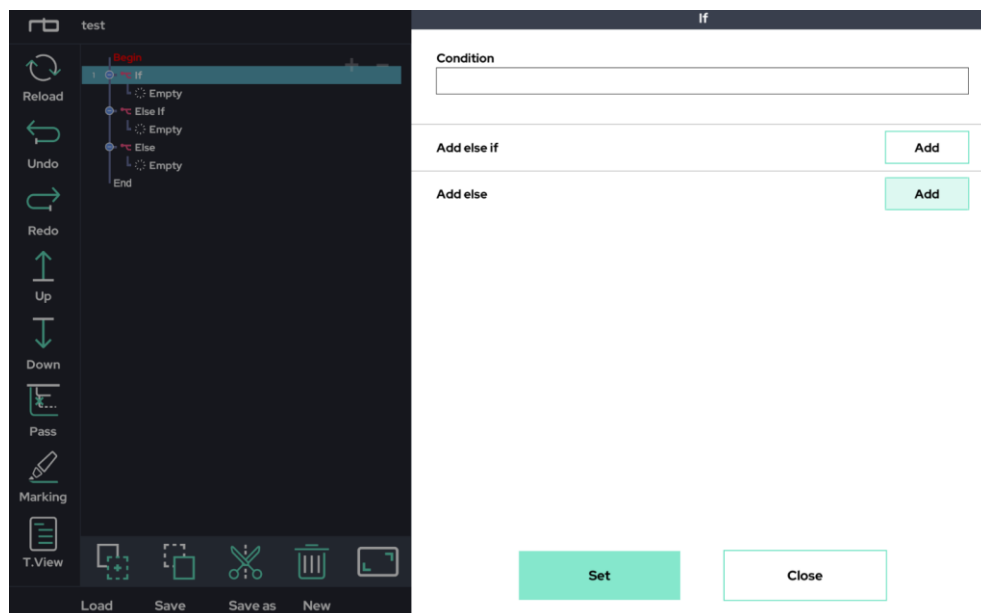 test
Reload
Undo
Redo
Up
Down
Pass
Marking
T.View
Begin
1 If
Empty
Else If
Empty
Else
Empty
End
Load Save Save as New
If
Condition
Add else if Add
Add else Add
Set Close